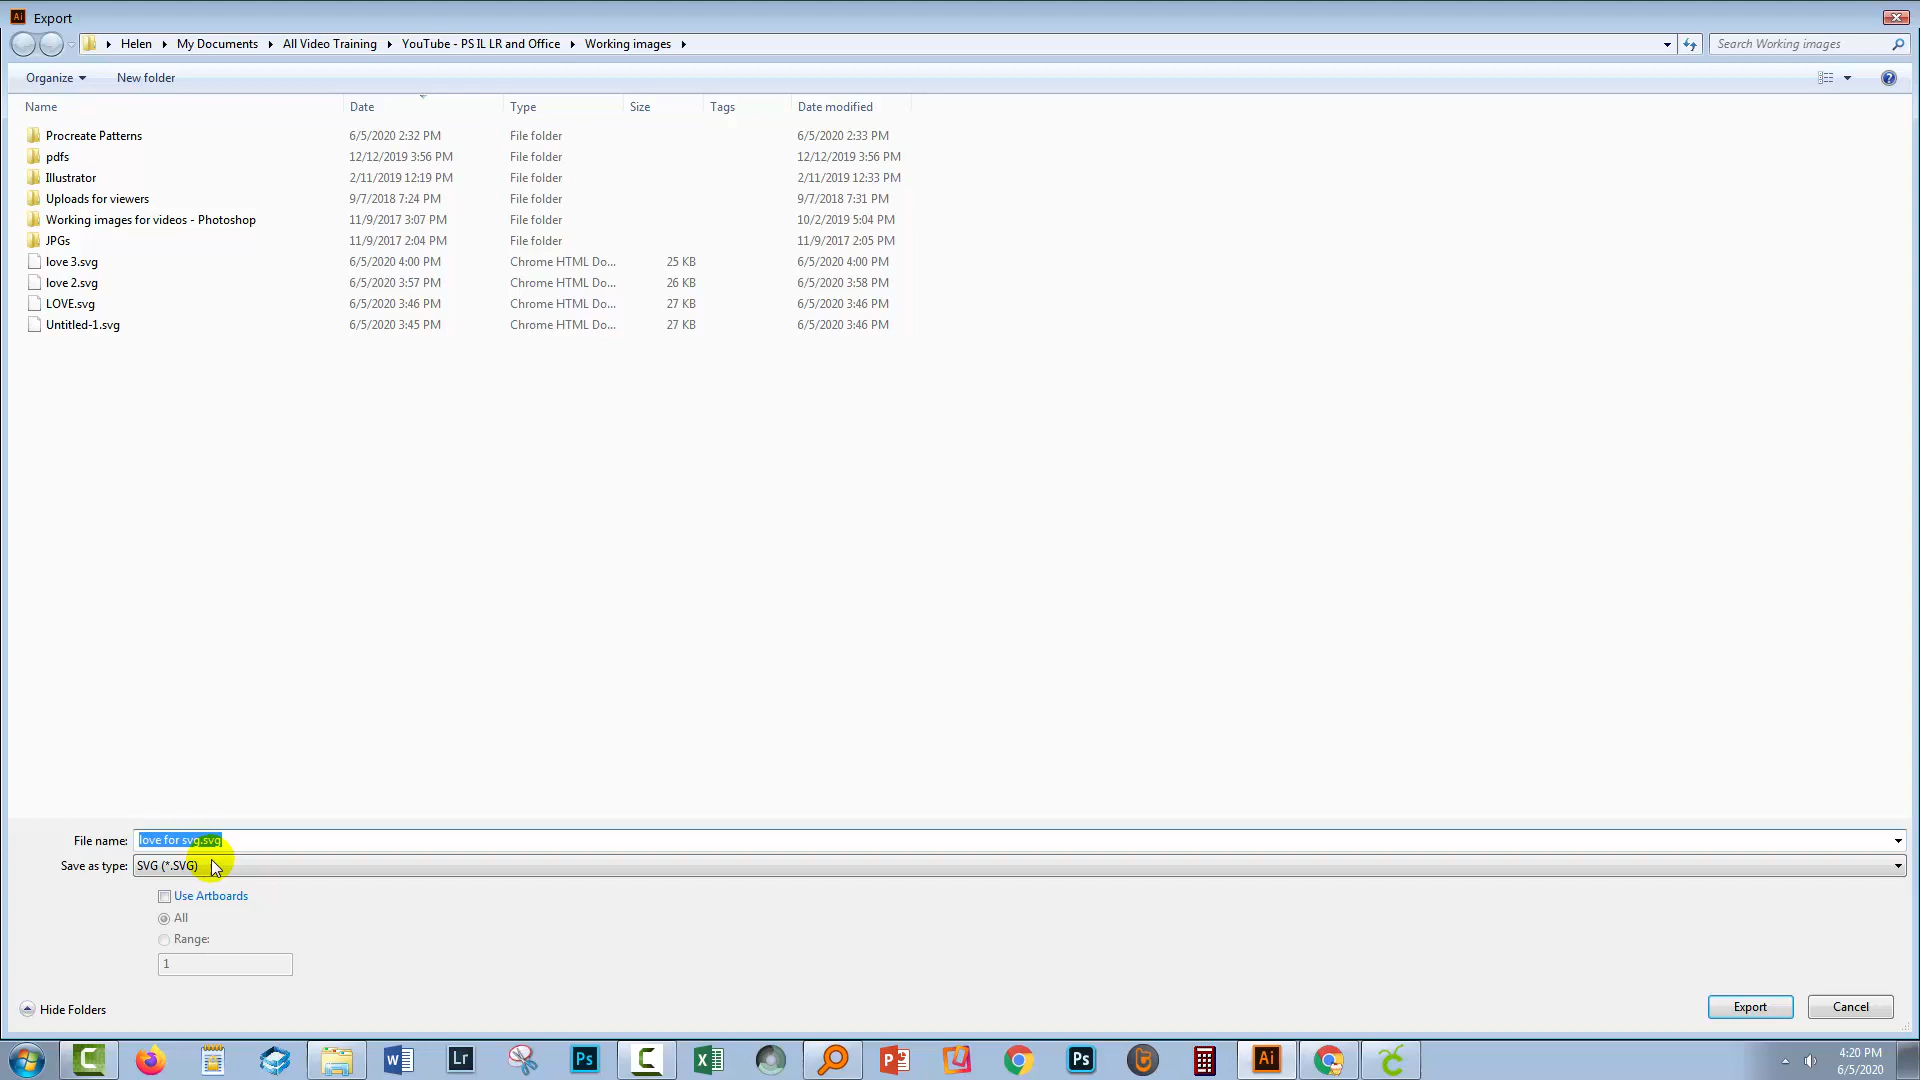 Ai Export
Helen My Documents All Video Training YouTube - PS IL LR and Office Working images Search Working images
Organize New folder
Name Date Type Size Tags Date modified
Procreate Patterns 6/5/2020 2:32 PM File folder 6/5/2020 2:33 PM
pdfs 12/12/2019 3:56 PM File folder 12/12/2019 3:56 PM
Illustrator 2/11/2019 12:19 PM File folder 2/11/2019 12:33 PM
Uploads for viewers 9/7/2018 7:24 PM File folder 9/7/2018 7:31 PM
Working images for videos - Photoshop 11/9/2017 3:07 PM File folder 10/2/2019 5:04 PM
JPGs 11/9/2017 2:04 PM File folder 11/9/2017 2:05 PM
love 3.svg 6/5/2020 4:00 PM Chrome HTML Do... 25 KB 6/5/2020 4:00 PM
love 2.svg 6/5/2020 3:57 PM Chrome HTML Do... 26 KB 6/5/2020 3:58 PM
LOVE.svg 6/5/2020 3:46 PM Chrome HTML Do... 27 KB 6/5/2020 3:46 PM
Untitled-1.svg 6/5/2020 3:45 PM Chrome HTML Do... 27 KB 6/5/2020 3:46 PM
File name: love for svg.svg
Save as type: SVG (*.SVG)
Use Artboards
All
Range:
1
Hide Folders Export Cancel
Lr Ps Ps Ai
4:20 PM
6/5/2020